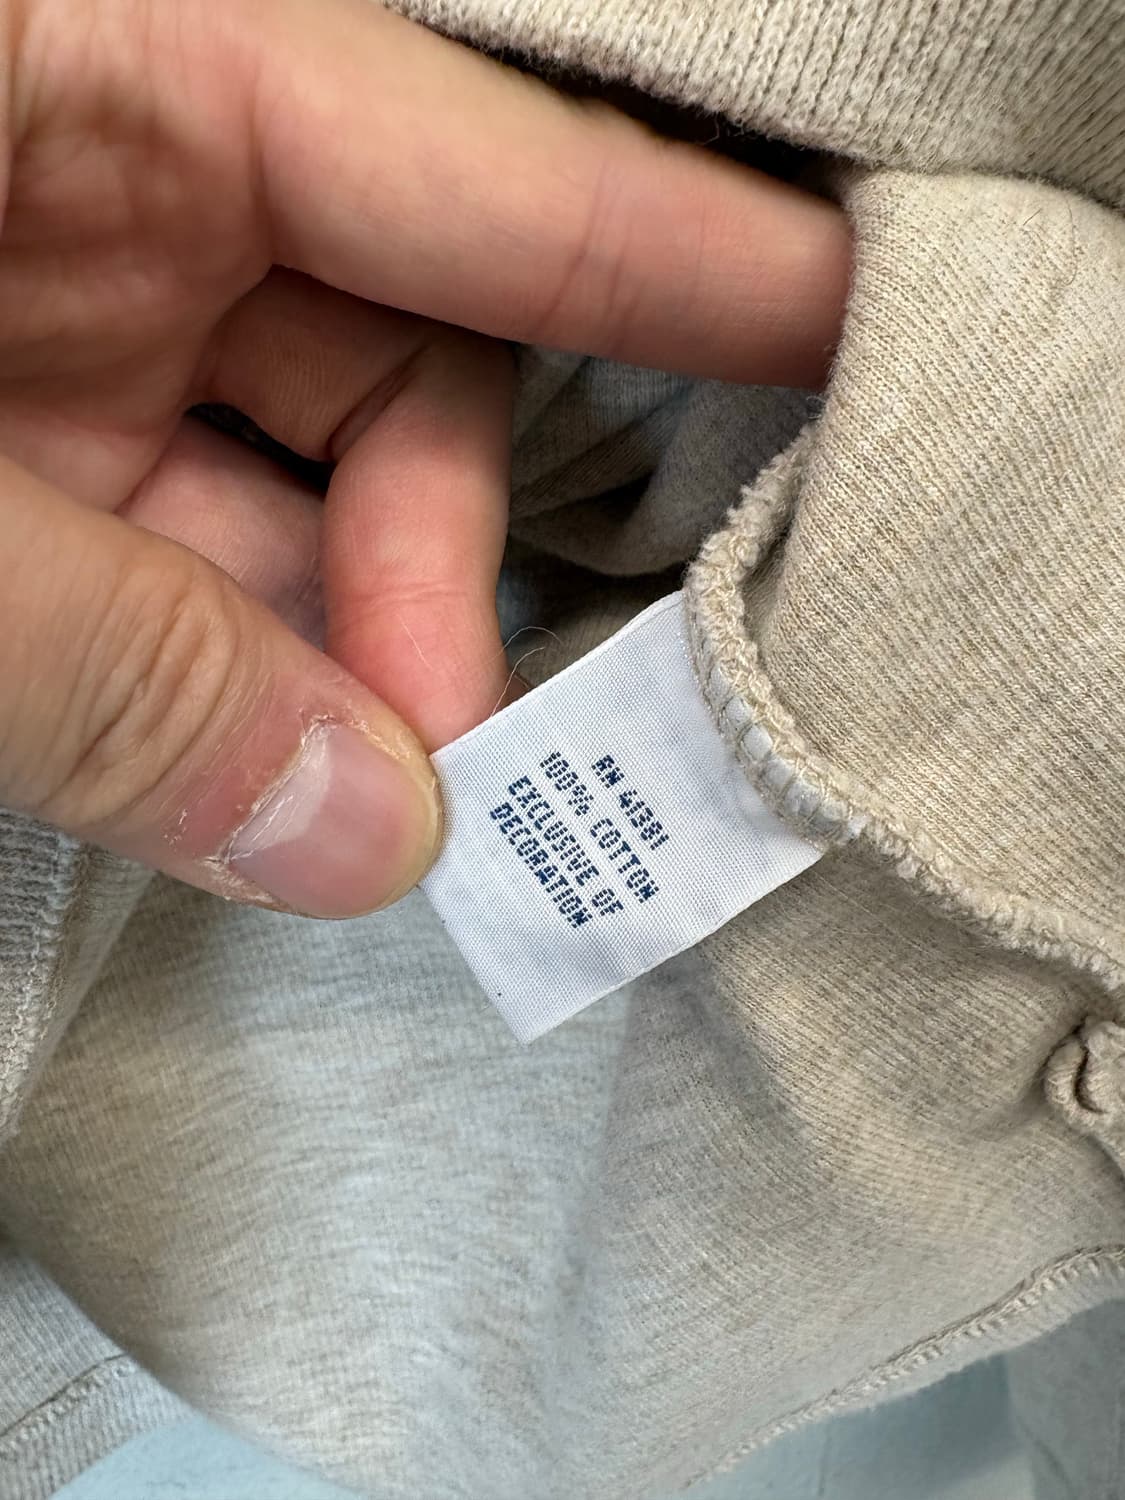 RN 41381
100% COTTON
EXCLUSIVE OF
DECORATION